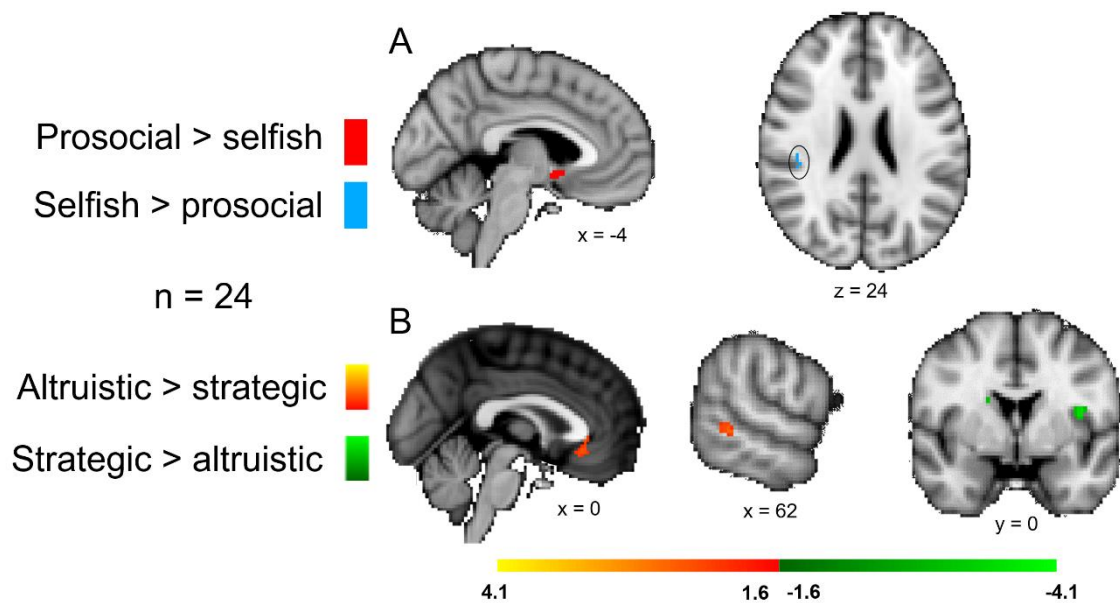 A
Prosocial > selfish
Selfish > prosocial
x = -4
z = 24
n = 24
B
Altruistic > strategic
Strategic > altruistic
x = 0
x = 62
y = 0
4.1 1.6 -1.6 -4.1